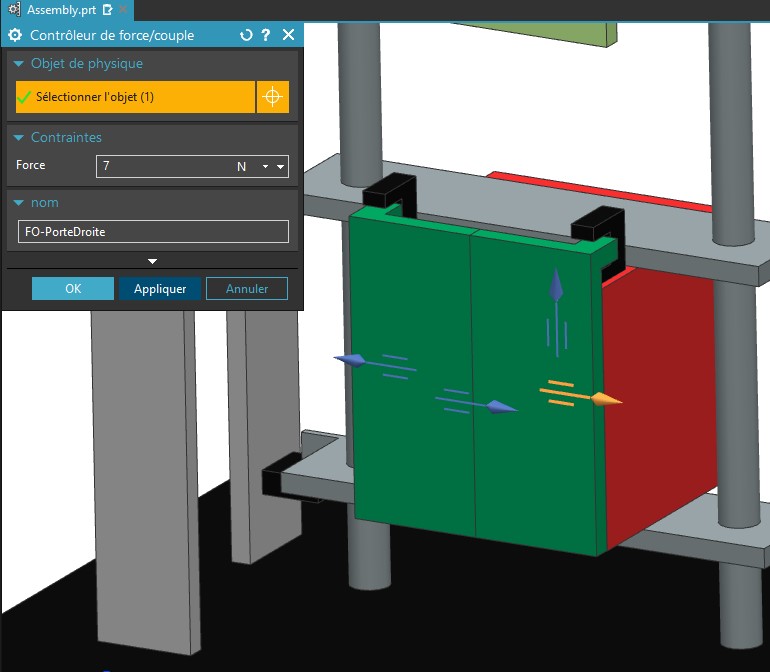 Assembly.prt
Contrôleur de force/couple
Objet de physique
Sélectionner l'objet (1)
Contraintes
Force 7 N
nom
FO-PorteDroite
OK Appliquer Annuler